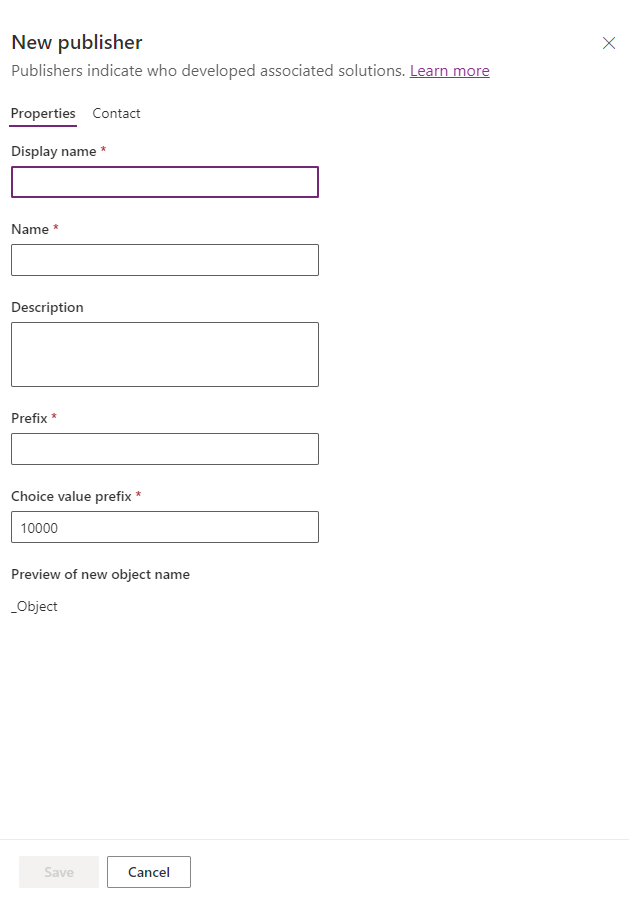 New publisher
Publishers indicate who developed associated solutions. Learn more
Properties Contact
Display name *
Name *
Description
Prefix *
Choice value prefix *
10000
Preview of new object name
_Object
Save Cancel